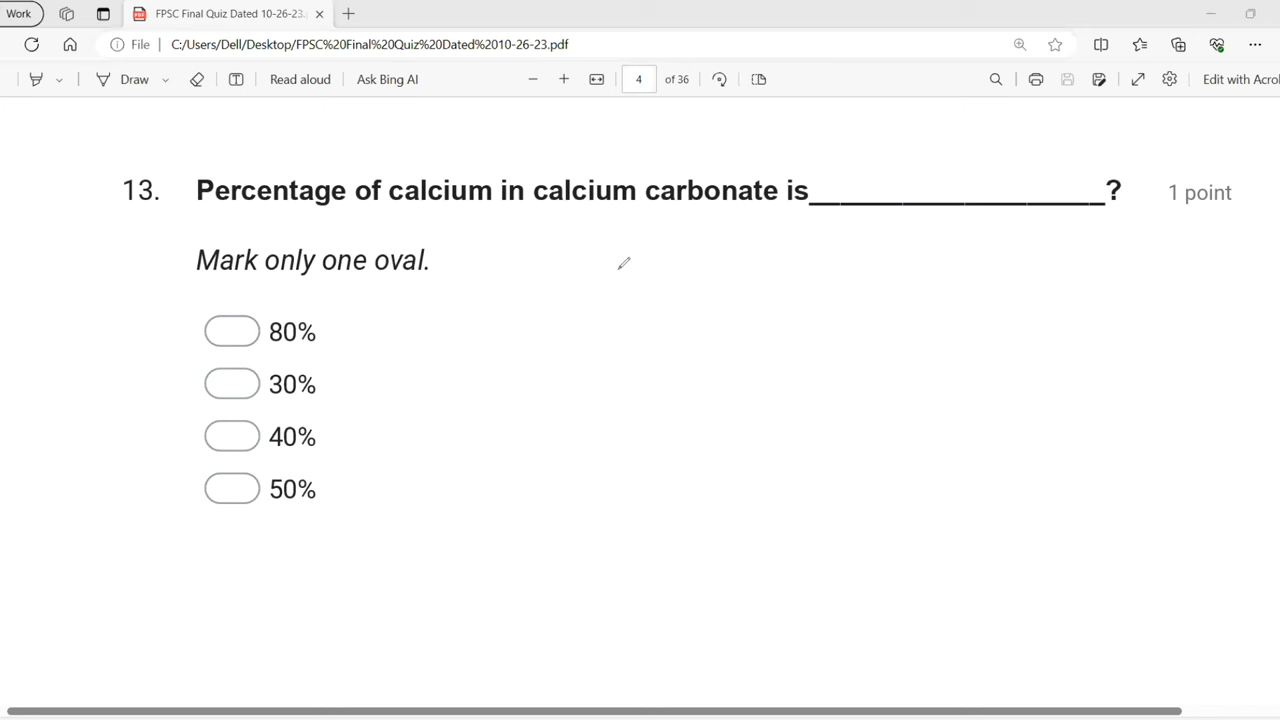 Work
FPSC Final Quiz Dated 10-26-23.
File
C:/Users/Dell/Desktop/FPSC%20Final%20Quiz%20Dated%2010-26-23.pdf
Draw
Read aloud
Ask Bing AI
4 of 36
Edit with Acro
13. Percentage of calcium in calcium carbonate is___________________? 1 point
Mark only one oval.
80%
30%
40%
50%